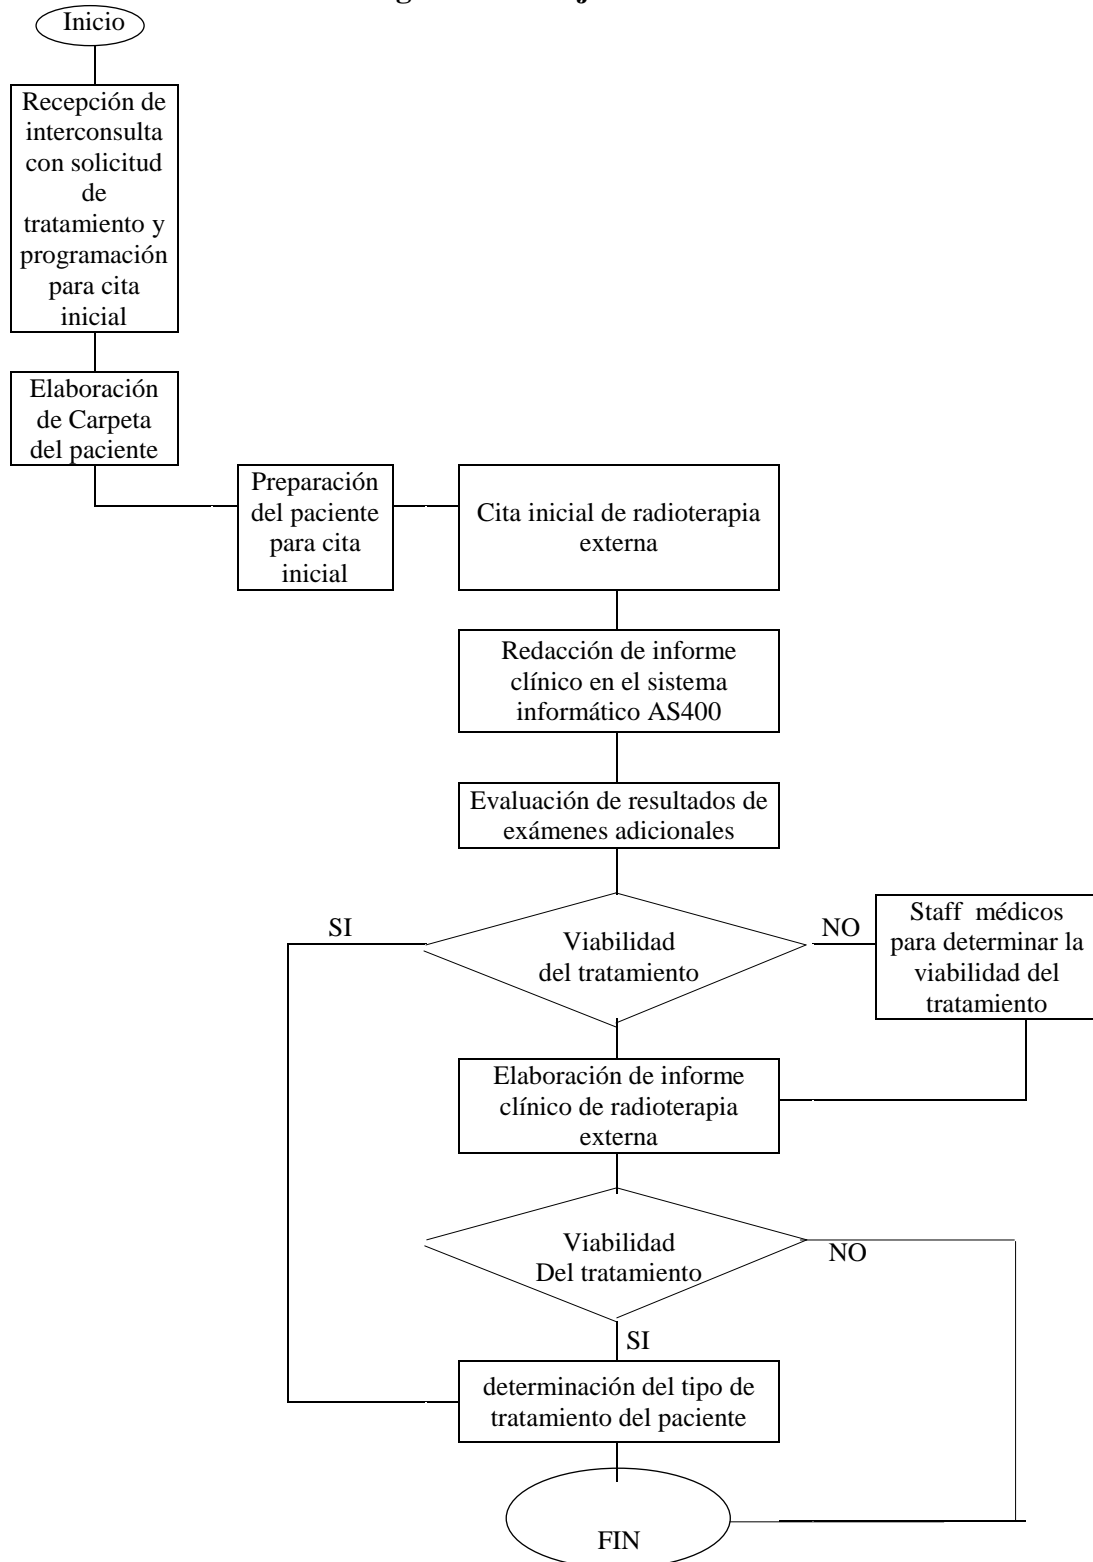 Inicio
Recepción de
interconsulta
con solicitud
de
tratamiento y
programación
para cita
inicial
Elaboración
de Carpeta
del paciente
Preparación
del paciente
para cita
inicial
Cita inicial de radioterapia
externa
Redacción de informe
clínico en el sistema
informático AS400
Evaluación de resultados de
exámenes adicionales
SI
Viabilidad
del tratamiento
NO
Staff médicos
para determinar la
viabilidad del
tratamiento
Elaboración de informe
clínico de radioterapia
externa
Viabilidad
Del tratamiento
NO
SI
determinación del tipo de
tratamiento del paciente
FIN